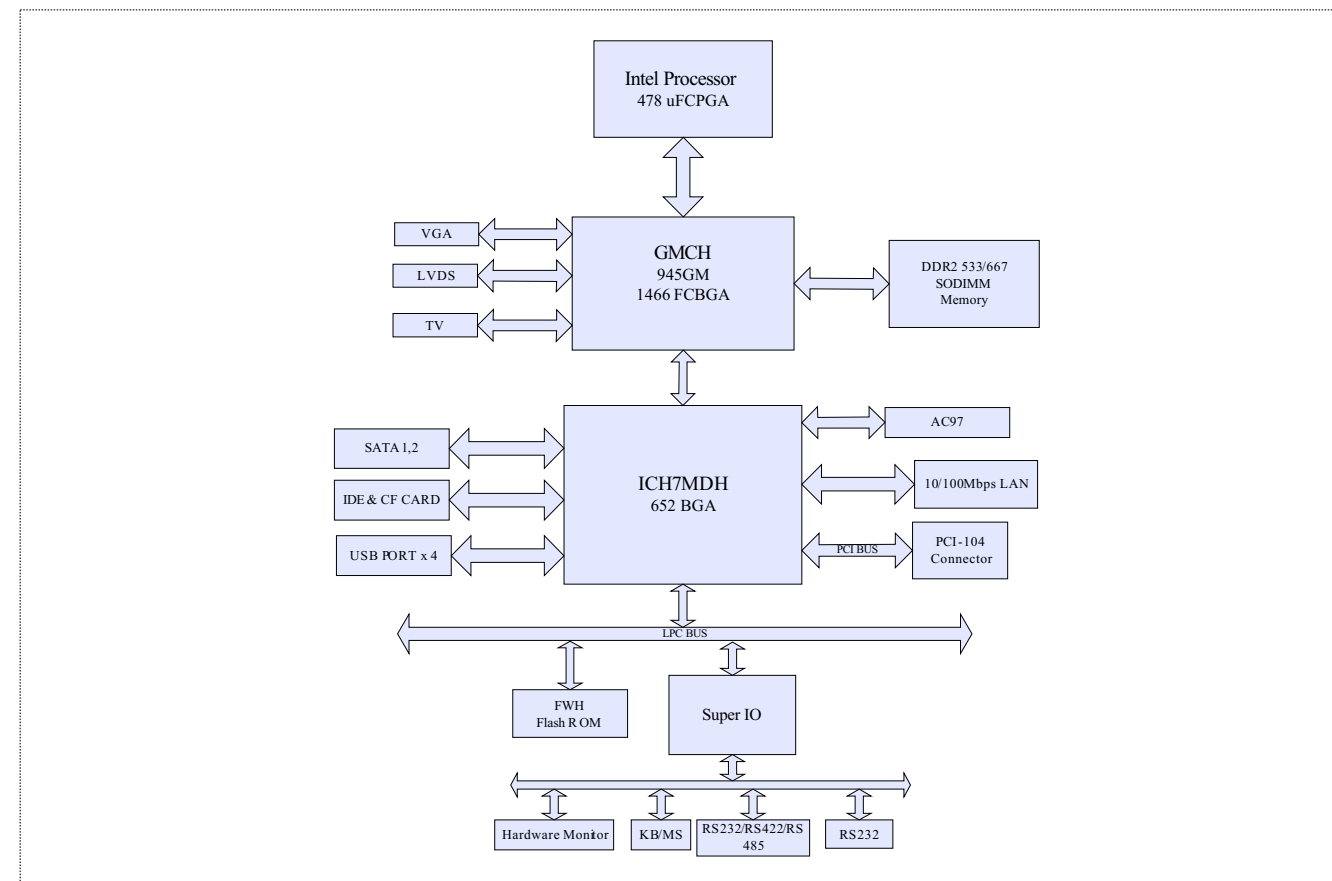 Intel Processor
478 uFCPGA
VGA
GMCH
945GM
1466 FCBGA
LVDS
TV
DDR2 533/667
SODIMM
Memory
SATA 1,2
IDE & CF CARD
USB PORT x 4
ICH7MDH
652 BGA
AC97
10/100Mbps LAN
PCI BUS
PCI-104
Connector
LPC BUS
FWH
Flash ROM
Super IO
Hardware Monitor
KB/MS
RS232/RS422/RS
485
RS232